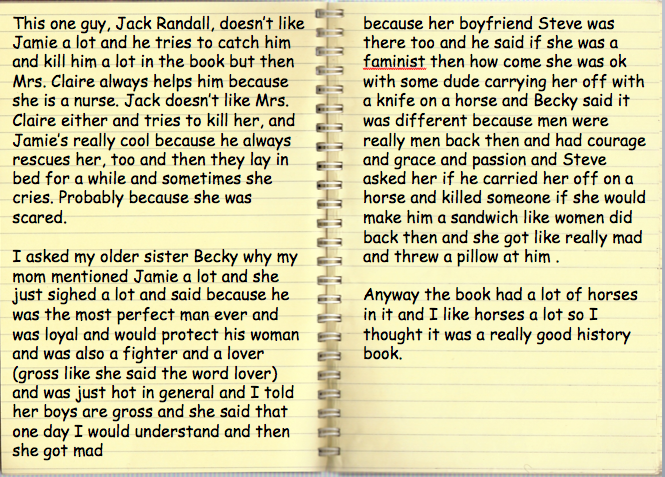 This one guy, Jack Randall, doesn't like
Jamie a lot and he tries to catch him
and kill him a lot in the book but then
Mrs. Claire always helps him because
she is a nurse. Jack doesn't like Mrs.
Claire either and tries to kill her, and
Jamie's really cool because he always
rescues her, too and then they lay in
bed for a while and sometimes she
cries. Probably because she was
scared.
I asked my older sister Becky why my
mom mentioned Jamie a lot and she
just sighed a lot and said because he
was the most perfect man ever and
was loyal and would protect his woman
and was also a fighter and a lover
(gross like she said the word lover)
and was just hot in general and I told
her boys are gross and she said that
one day I would understand and then
she got mad
because her boyfriend Steve was
there too and he said if she was a
faminist then how come she was ok
with some dude carrying her off with
a knife on a horse and Becky said it
was different because men were
really men back then and had courage
and grace and passion and Steve
asked her if he carried her off on a
horse and killed someone if she would
make him a sandwich like women did
back then and she got like really mad
and threw a pillow at him .
Anyway the book had a lot of horses
in it and I like horses a lot so I
thought it was a really good history
book.